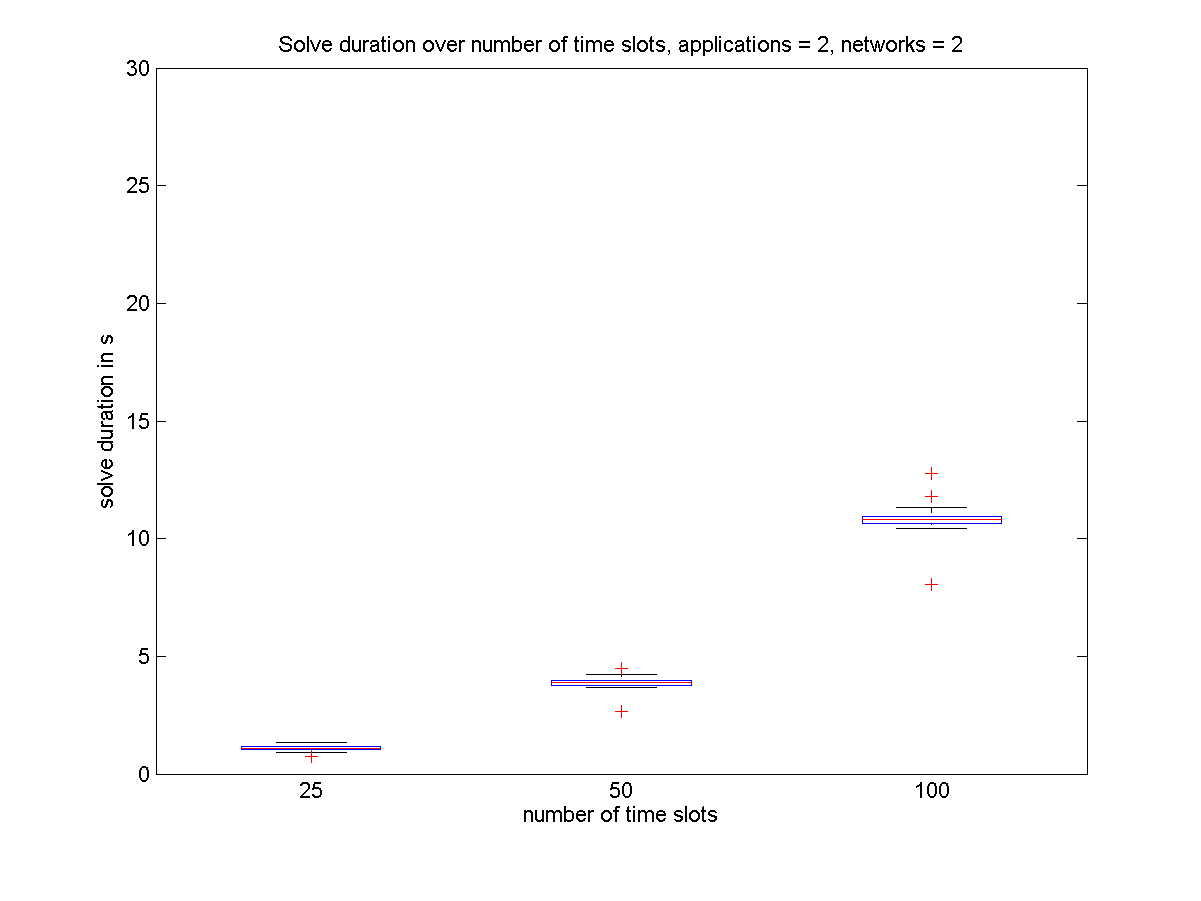 Solve duration over number of time slots, applications = 2, networks = 2
30
25
20
15
10
5
0
solve duration in s
25 50 100
number of time slots